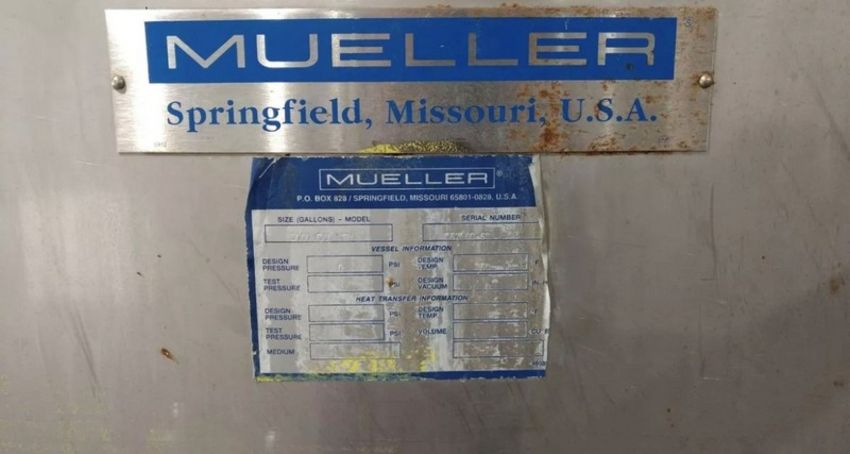 MUELLER
Springfield, Missouri, U.S.A.
MUELLER®
P.O. BOX 828 / SPRINGFIELD, MISSOURI 65801-0828, U.S.A.
SIZE (GALLONS) - MODEL SERIAL NUMBER
VESSEL INFORMATION
DESIGN PRESSURE PSI DESIGN TEMP. F
TEST PRESSURE PSI DESIGN VACUUM
HEAT TRANSFER INFORMATION
DESIGN PRESSURE PSI DESIGN TEMP. F
TEST PRESSURE PSI VOLUME CU
MEDIUM